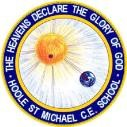 THE HEAVENS DECLARE THE GLORY OF GOD
HOOLE ST MICHAEL C.E. SCHOOL